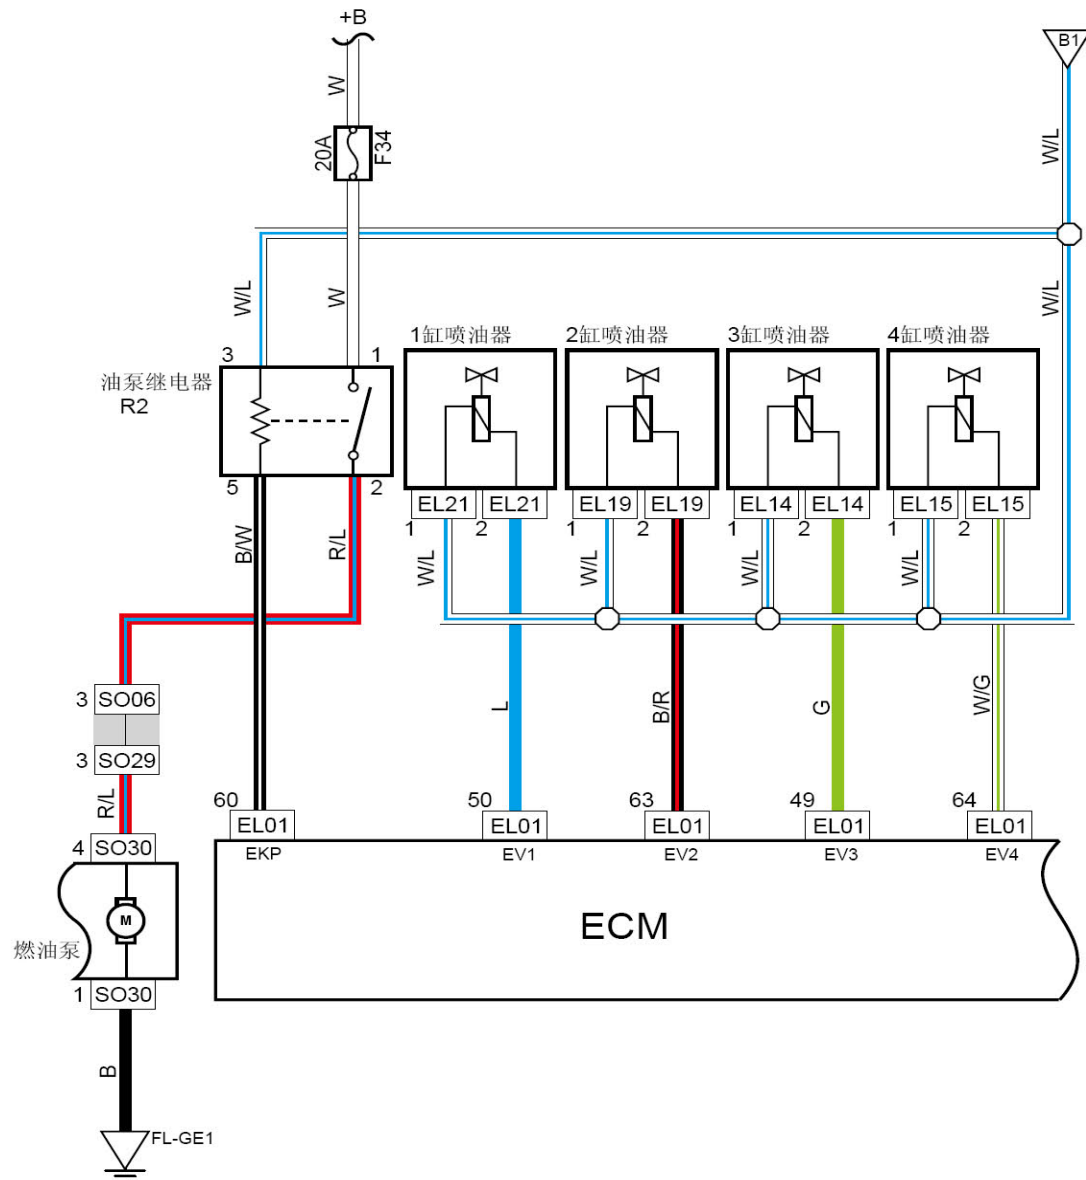 +B
B1
W
20A
F34
W/L
W/L
W
W/L
1缸喷油器
2缸喷油器
3缸喷油器
4缸喷油器
3
1
油泵继电器
R2
5
2
EL21
EL21
EL19
EL19
EL14
EL14
EL15
EL15
1
2
1
2
1
2
1
2
B/W
R/L
W/L
W/L
W/L
W/L
3
SO06
L
B/R
G
W/G
3
SO29
R/L
60
EL01
50
EL01
63
EL01
49
EL01
64
EL01
4
SO30
EKP
EV1
EV2
EV3
EV4
M
燃油泵
ECM
1
SO30
B
FL-GE1